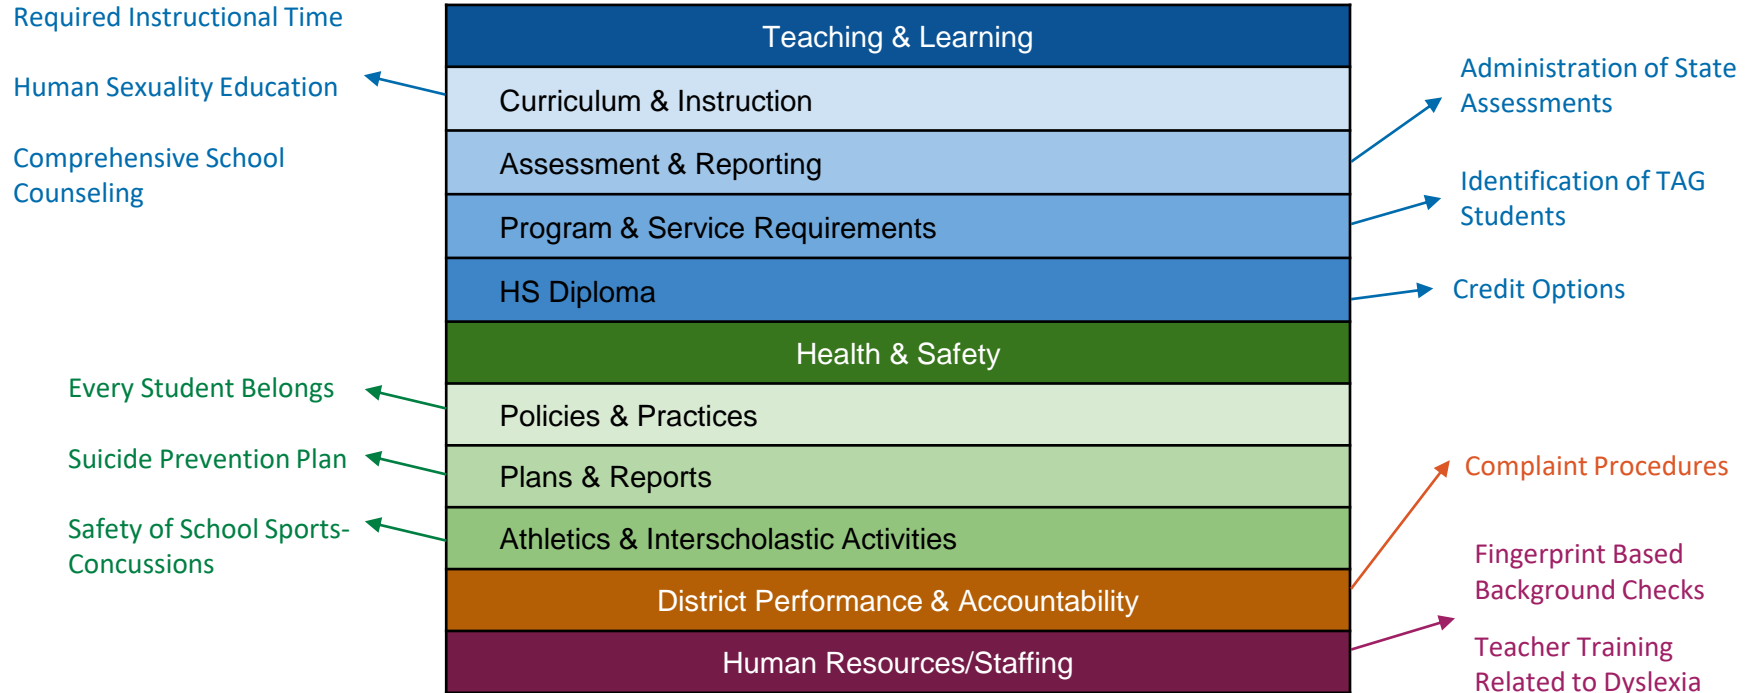 Required Instructional Time
Human Sexuality Education
Comprehensive School
Counseling
Teaching & Learning
Curriculum & Instruction
Assessment & Reporting
Program & Service Requirements
HS Diploma
Administration of State
Assessments
Identification of TAG
Students
Credit Options
Health & Safety
Every Student Belongs
Suicide Prevention Plan
Safety of School Sports-
Concussions
Policies & Practices
Plans & Reports
Athletics & Interscholastic Activities
District Performance & Accountability
Human Resources/Staffing
Complaint Procedures
Fingerprint Based
Background Checks
Teacher Training
Related to Dyslexia